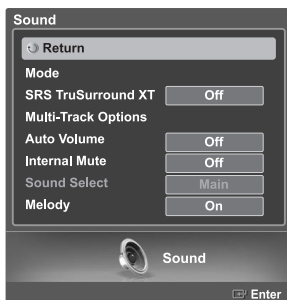 Sound
Return
Mode
SRS TruSurround XT Off
Multi-Track Options
Auto Volume Off
Internal Mute Off
Sound Select Main
Melody On
Sound
Enter